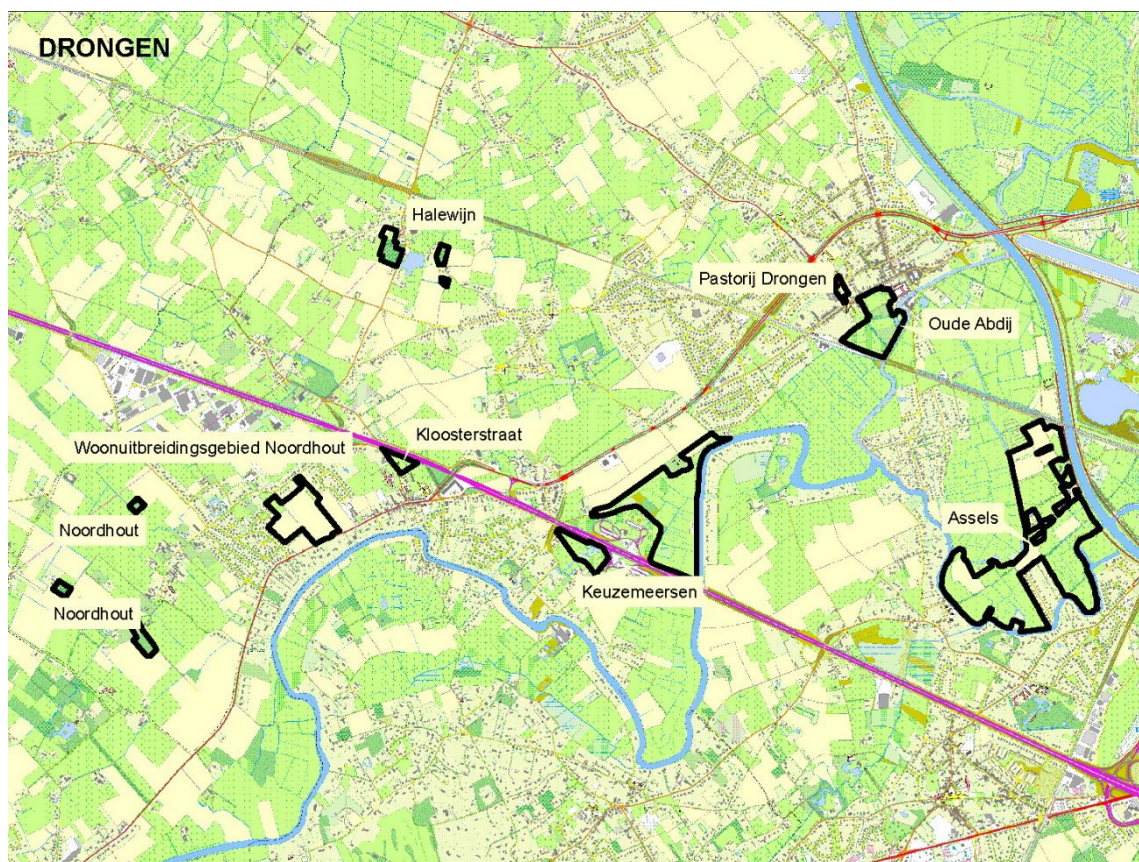 DRONGEN
Halewijn
Pastorij Drongen
Oude Abdij
Kloosterstraat
Woonuitbreidingsgebied Noordhout
Noordhout
Assels
Keuzemeersen
Noordhout